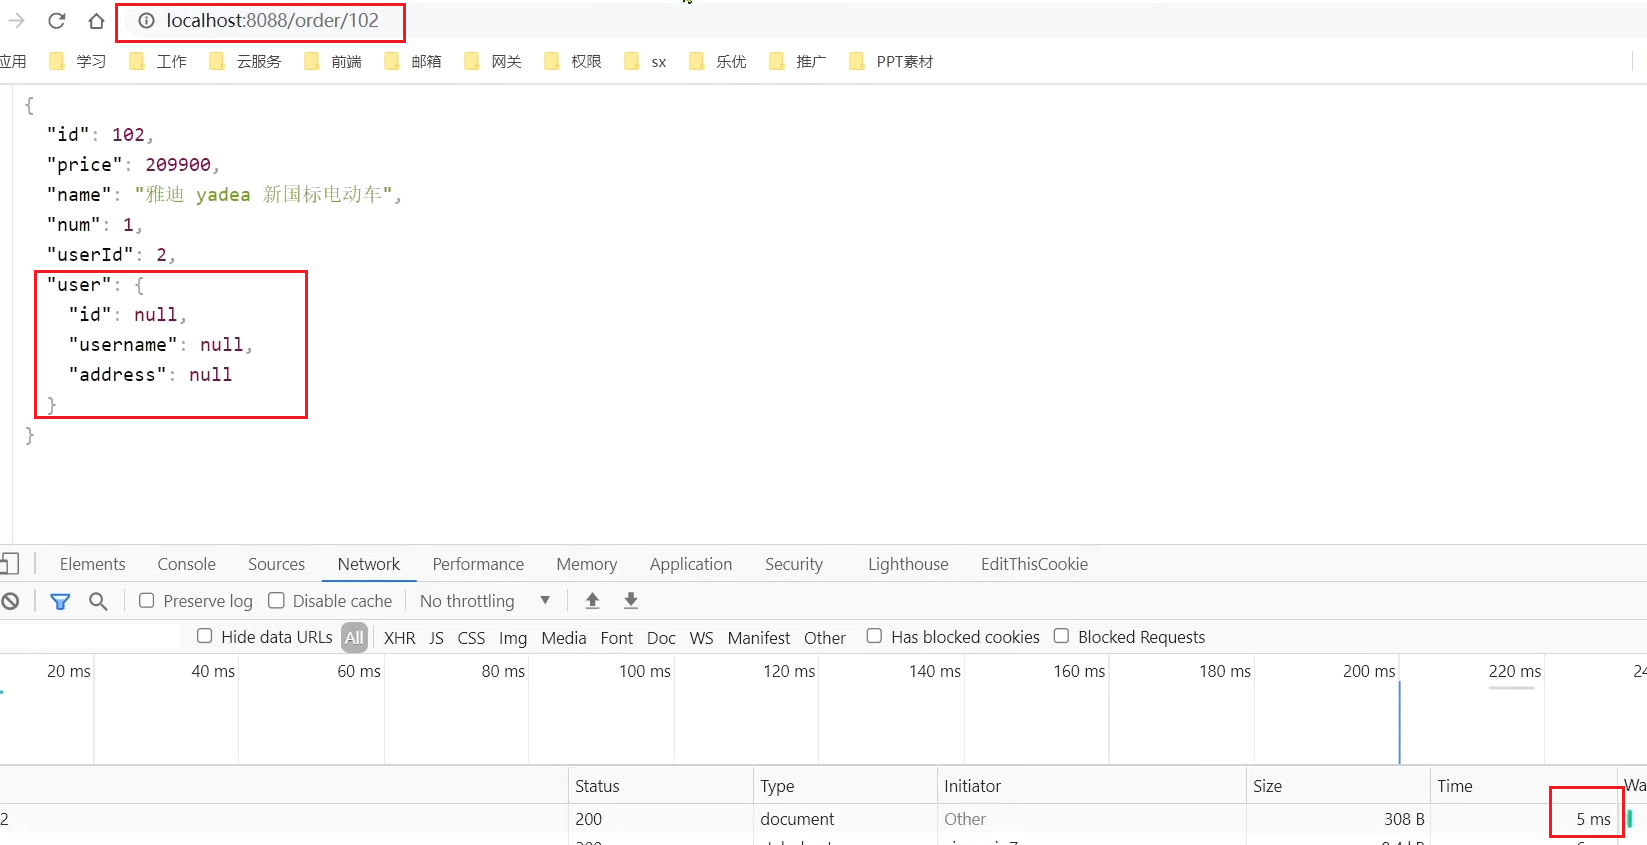 localhost:8088/order/102
应用 学习 工作 云服务 前端 邮箱 网关 权限 sx 乐优 推广 PPT素材
{
"id": 102,
"price": 209900,
"name": "雅迪 yadea 新国标电动车",
"num": 1,
"userId": 2,
"user": {
"id": null,
"username": null,
"address": null
}
}
Elements Console Sources Network Performance Memory Application Security Lighthouse EditThisCookie
Preserve log Disable cache No throttling
Hide data URLs All XHR JS CSS Img Media Font Doc WS Manifest Other Has blocked cookies Blocked Requests
20 ms 40 ms 60 ms 80 ms 100 ms 120 ms 140 ms 160 ms 180 ms 200 ms 220 ms 24
Status Type Initiator Size Time Wa
2 200 document Other 308 B 5 ms